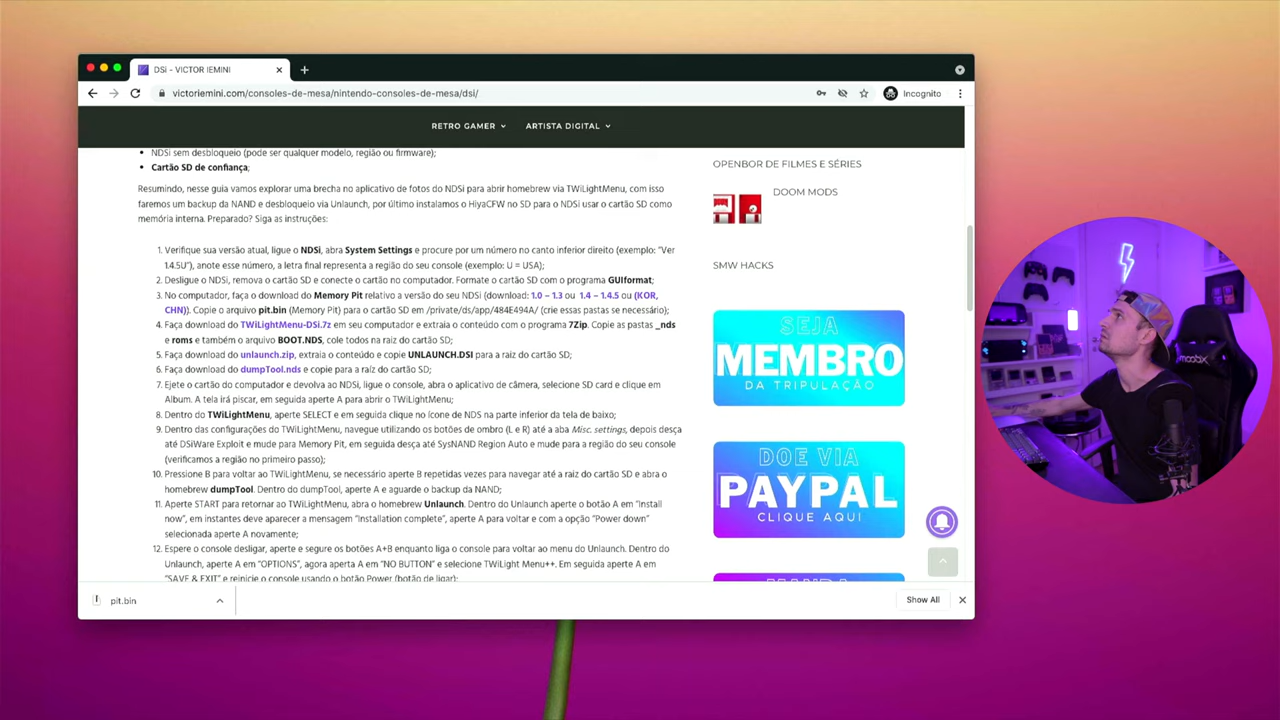 DSi – VICTOR IEMINI
victoriemini.com/consoles-de-mesa/nintendo-consoles-de-mesa/dsi/
Incognito
RETRO GAMER
ARTISTA DIGITAL
• NDSi sem desbloqueio (pode ser qualquer modelo, região ou firmware);
• Cartão SD de confiança;
Resumindo, nesse guia vamos explorar uma brecha no aplicativo de fotos do NDSi para abrir homebrew via TWiLightMenu, com isso
faremos um backup da NAND e desbloqueio via Unlaunch, por último instalamos o HiyaCFW no SD para o NDSi usar o cartão SD como
memória interna. Preparado? Siga as instruções:
1. Verifique sua versão atual, ligue o NDSi, abra System Settings e procure por um número no canto inferior direito (exemplo: “Ver
1.4.5U”), anote esse número, a letra final representa a região do seu console (exemplo: U = USA);
2. Desligue o NDSi, remova o cartão SD e conecte o cartão no computador. Formate o cartão SD com o programa GUIformat;
3. No computador, faça o download do Memory Pit relativo a versão do seu NDSi (download: 1.0 – 1.3 ou 1.4 – 1.4.5 ou (KOR,
CHN)). Copie o arquivo pit.bin (Memory Pit) para o cartão SD em /private/ds/app/484E494A/ (crie essas pastas se necessário);
4. Faça download do TWiLightMenu-DSi.7z em seu computador e extraia o conteúdo com o programa 7Zip. Copie as pastas _nds
e roms e também o arquivo BOOT.NDS, cole todos na raíz do cartão SD;
5. Faça download do unlaunch.zip, extraia o conteúdo e copie UNLAUNCH.DSI para a raíz do cartão SD;
6. Faça download do dumpTool.nds e copie para a raíz do cartão SD;
7. Ejete o cartão do computador e devolva ao NDSi, ligue o console, abra o aplicativo de câmera, selecione SD card e clique em
Album. A tela irá piscar, em seguida aperte A para abrir o TWiLightMenu;
8. Dentro do TWiLightMenu, aperte SELECT e em seguida clique no ícone de NDS na parte inferior da tela de baixo;
9. Dentro das configurações do TWiLightMenu, navegue utilizando os botões de ombro (L e R) até a aba Misc. settings, depois desça
até DSiWare Exploit e mude para Memory Pit, em seguida desça até SysNAND Region Auto e mude para a região do seu console
(verificamos a região no primeiro passo);
10. Pressione B para voltar ao TWiLightMenu, se necessário aperte B repetidas vezes para navegar até a raíz do cartão SD e abra o
homebrew dumpTool. Dentro do dumpTool, aperte A e aguarde o backup da NAND;
11. Aperte START para retornar ao TWiLightMenu, abra o homebrew Unlaunch. Dentro do Unlaunch aperte o botão A em “Install
now”, em instantes deve aparecer a mensagem “Installation complete”, aperte A para voltar e com a opção “Power down”
selecionada aperte A novamente;
12. Espere o console desligar, aperte e segure os botões A+B enquanto liga o console para voltar ao menu do Unlaunch. Dentro do
Unlaunch, aperte A em “OPTIONS”, agora aperta A em “NO BUTTON” e selecione TWiLight Menu++. Em seguida aperte A em
“SAVE & EXIT” e reinicie o console usando o botão Power (botão de ligar);
OPENBOR DE FILMES E SÉRIES
DOOM MODS
SMW HACKS
SEJA
MEMBRO
DA TRIPULAÇÃO
DOE VIA
PAYPAL
CLIQUE AQUI
pit.bin
Show All
moobx